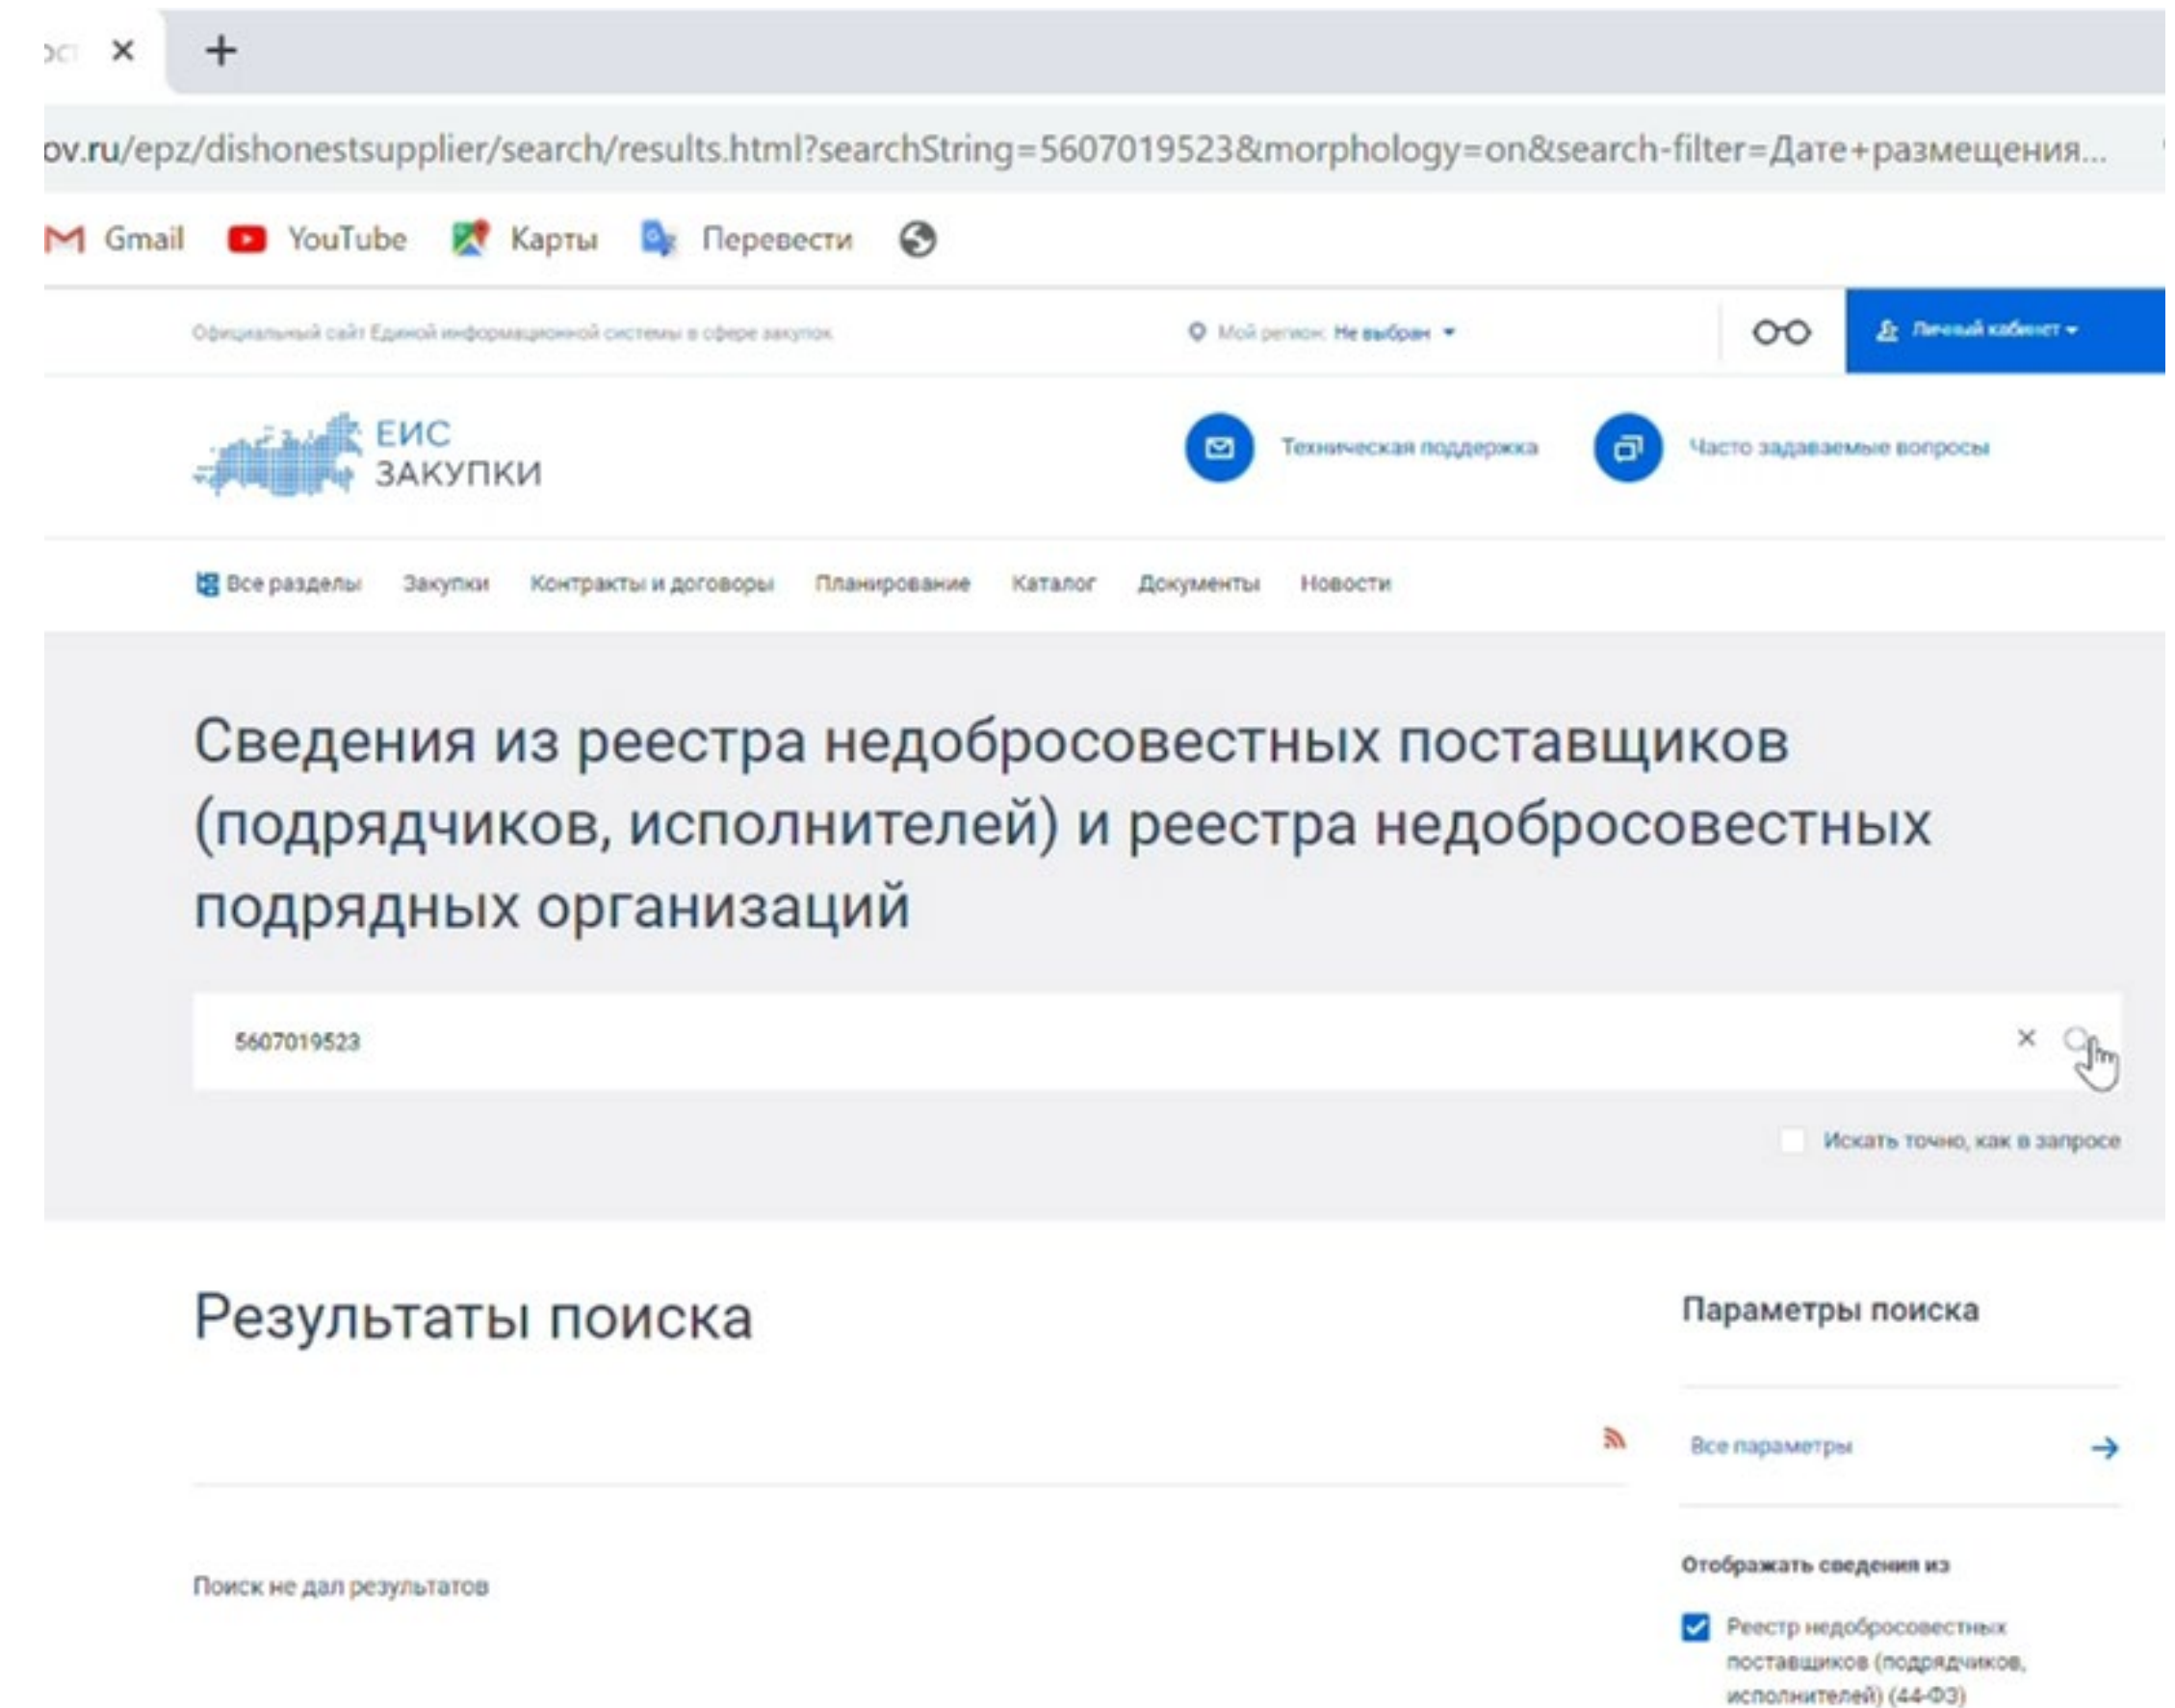 ост
ov.ru/epz/dishonestsupplier/search/results.html?searchString=5607019523&morphology=on&search-filter=Дате+размещения...
Gmail YouTube Карты Перевести
Официальный сайт Единой информационной системы в сфере закупок Мой регион: Не выбран Личный кабинет
ЕИС
ЗАКУПКИ
Техническая поддержка Часто задаваемые вопросы
Все разделы Закупки Контракты и договоры Планирование Каталог Документы Новости
Сведения из реестра недобросовестных поставщиков
(подрядчиков, исполнителей) и реестра недобросовестных
подрядных организаций
5607019523
Искать точно, как в запросе
Результаты поиска
Параметры поиска
Все параметры
Отображать сведения из
Поиск не дал результатов
Реестр недобросовестных
поставщиков (подрядчиков,
исполнителей) (44-ФЗ)